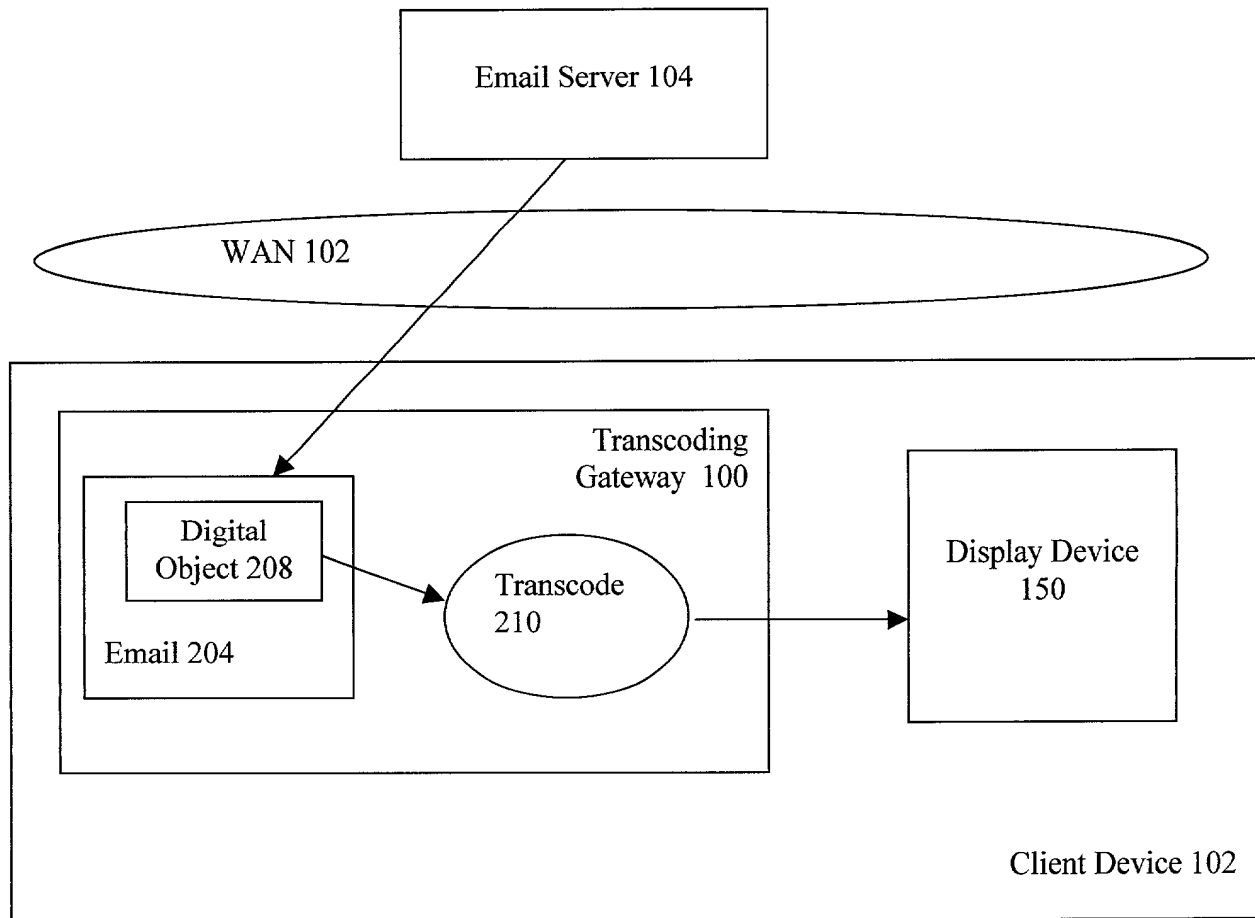 Email Server 104
WAN 102
Transcoding
Gateway 100
Digital
Object 208
Email 204
Transcode
210
Display Device
150
Client Device 102